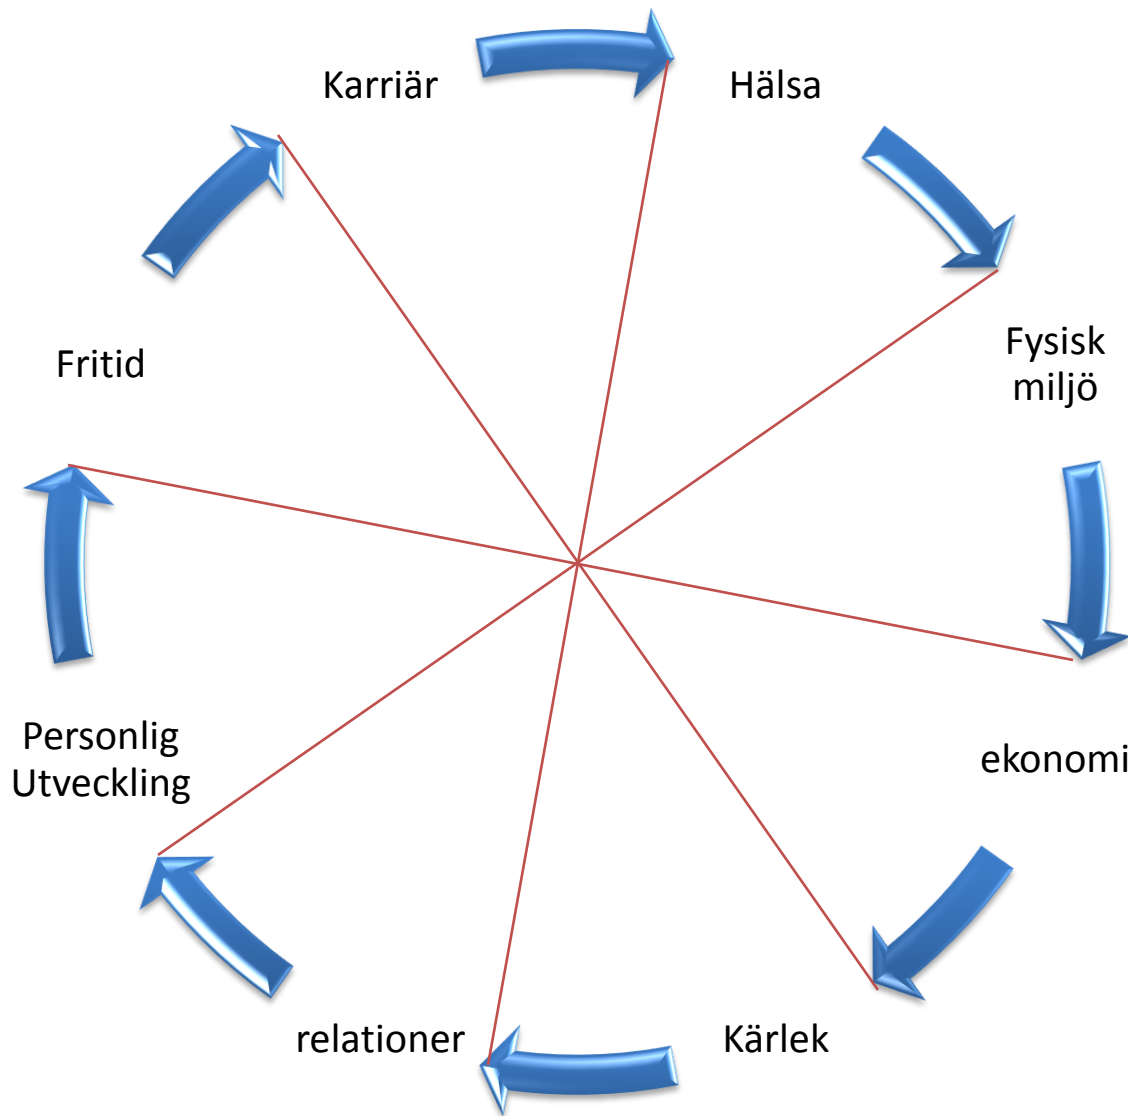 Karriär
Hälsa
Fysisk
miljö
ekonomi
Kärlek
relationer
Personlig
Utveckling
Fritid